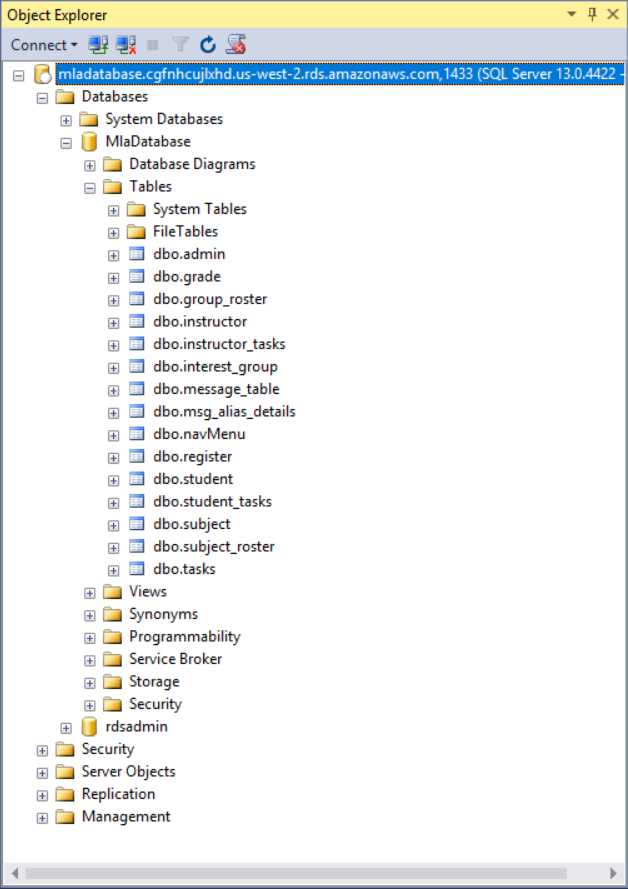 Object Explorer
Connect
mladatabase.cgfnhcujlxhd.us-west-2.rds.amazonaws.com,1433 (SQL Server 13.0.4422 -
Databases
System Databases
MlaDatabase
Database Diagrams
Tables
System Tables
FileTables
dbo.admin
dbo.grade
dbo.group_roster
dbo.instructor
dbo.instructor_tasks
dbo.interest_group
dbo.message_table
dbo.msg_alias_details
dbo.navMenu
dbo.register
dbo.student
dbo.student_tasks
dbo.subject
dbo.subject_roster
dbo.tasks
Views
Synonyms
Programmability
Service Broker
Storage
Security
rdsadmin
Security
Server Objects
Replication
Management